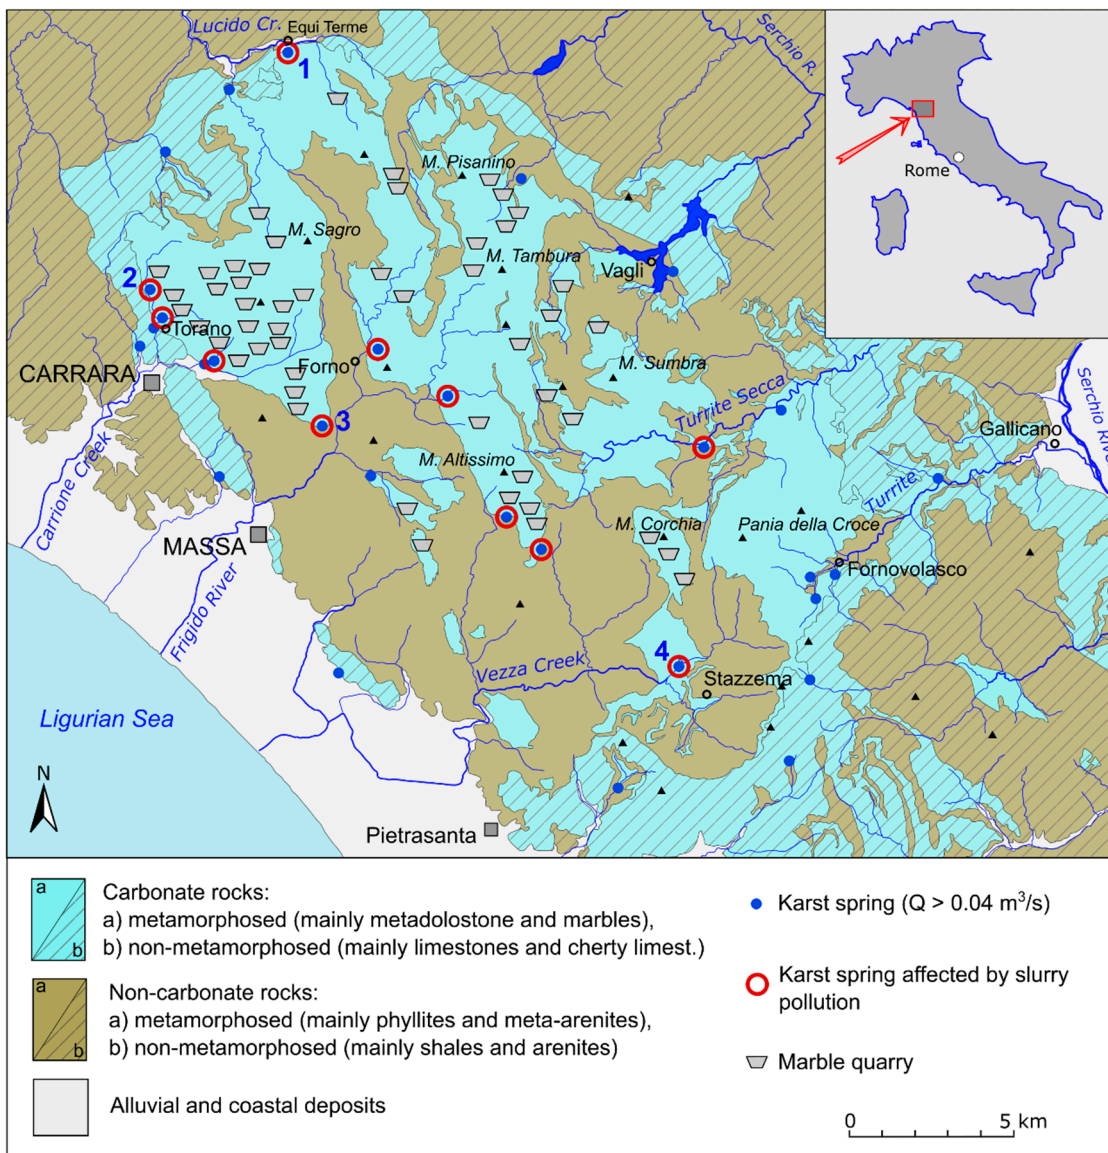 Lucido Cr.
Equi Terme
1
Serchio R.
Rome
M. Pisanino
M. Sagro
M. Tambura
Vagli
2
Torano
Forno
M. Sumbra
CARRARA
3
Turrite Secca
Serchio Riv
Gallicano
M. Altissimo
Turrite
Carrione Creek
MASSA
M. Corchia
Pania della Croce
Fornovolasco
Frigido River
4
Vezza Creek
Stazzema
Ligurian Sea
N
Pietrasanta
a
b
Carbonate rocks:
a) metamorphosed (mainly metadolostone and marbles),
b) non-metamorphosed (mainly limestones and cherty limest.)
a
b
Non-carbonate rocks:
a) metamorphosed (mainly phyllites and meta-arenites),
b) non-metamorphosed (mainly shales and arenites)
Alluvial and coastal deposits
Karst spring (Q > 0.04 m³/s)
Karst spring affected by slurry
pollution
Marble quarry
0
5 km